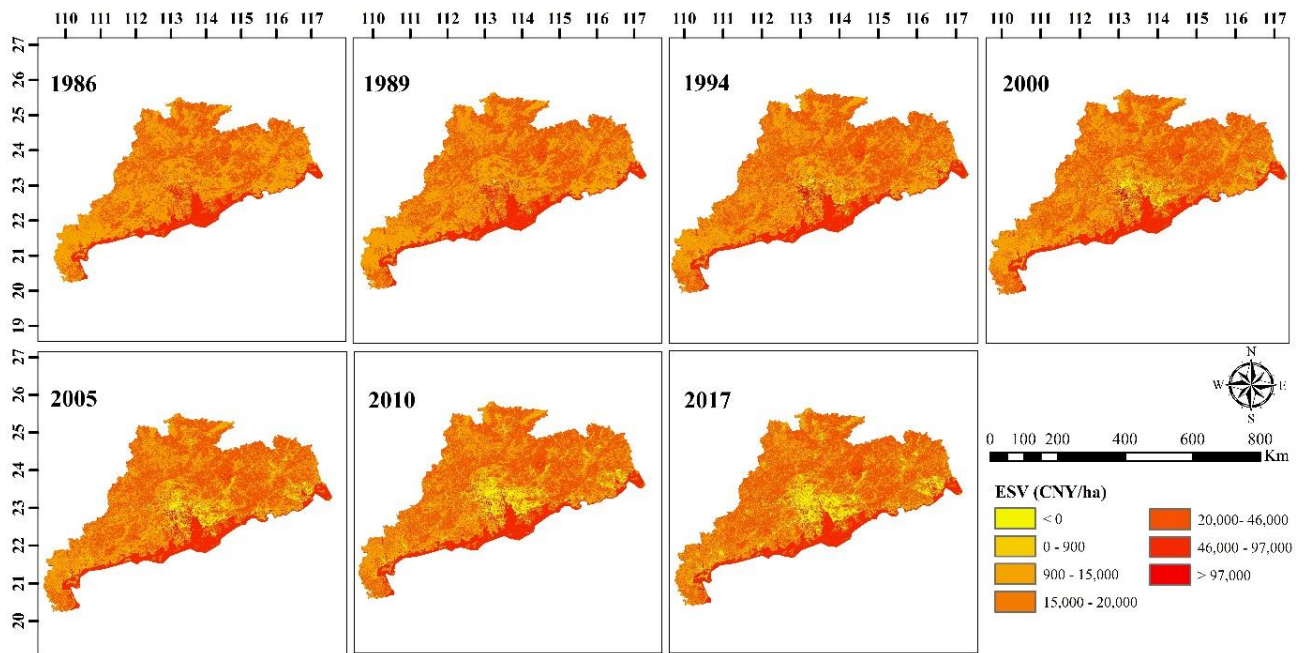 110 111 112 113 114 115 116 117
110 111 112 113 114 115 116 117
110 111 112 113 114 115 116 117
110 111 112 113 114 115 116 117
27
26
25
24
23
22
21
20
19
1986
1989
1994
2000
27
26
25
24
23
22
21
20
2005
2010
2017
N
W E
S
0 100 200 400 600 800
Km
ESV (CNY/ha)
< 0
0 - 900
900 - 15,000
15,000 - 20,000
20,000- 46,000
46,000 - 97,000
> 97,000